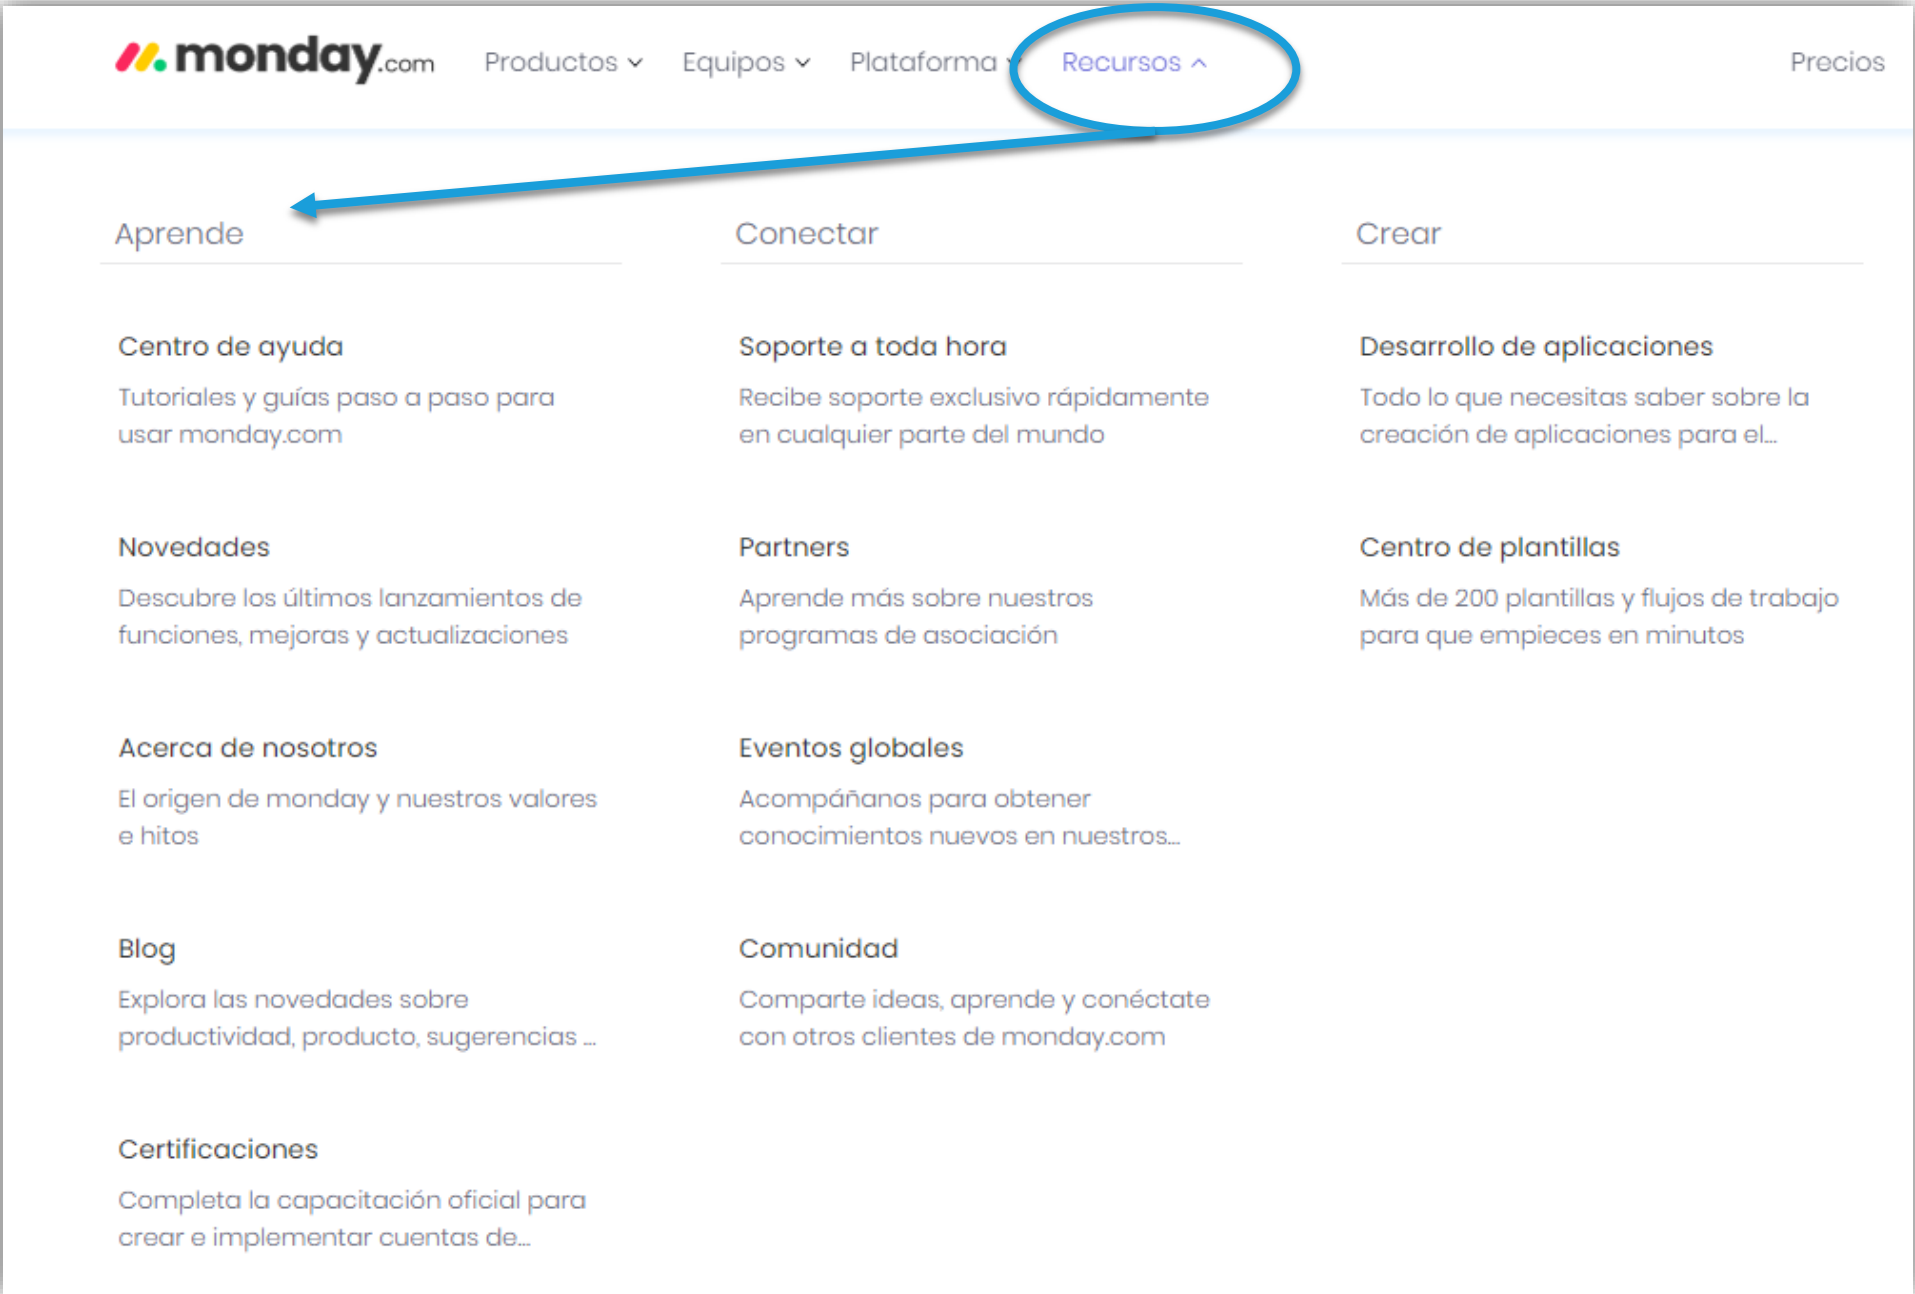 monday.com
Productos
Equipos
Plataforma
Recursos
Precios
Aprende
Centro de ayuda
Tutoriales y guías paso a paso para
usar monday.com
Novedades
Descubre los últimos lanzamientos de
funciones, mejoras y actualizaciones
Acerca de nosotros
El origen de monday y nuestros valores
e hitos
Blog
Explora las novedades sobre
productividad, producto, sugerencias ...
Certificaciones
Completa la capacitación oficial para
crear e implementar cuentas de...
Conectar
Soporte a toda hora
Recibe soporte exclusivo rápidamente
en cualquier parte del mundo
Partners
Aprende más sobre nuestros
programas de asociación
Eventos globales
Acompáñanos para obtener
conocimientos nuevos en nuestros...
Comunidad
Comparte ideas, aprende y conéctate
con otros clientes de monday.com
Crear
Desarrollo de aplicaciones
Todo lo que necesitas saber sobre la
creación de aplicaciones para el...
Centro de plantillas
Más de 200 plantillas y flujos de trabajo
para que empieces en minutos